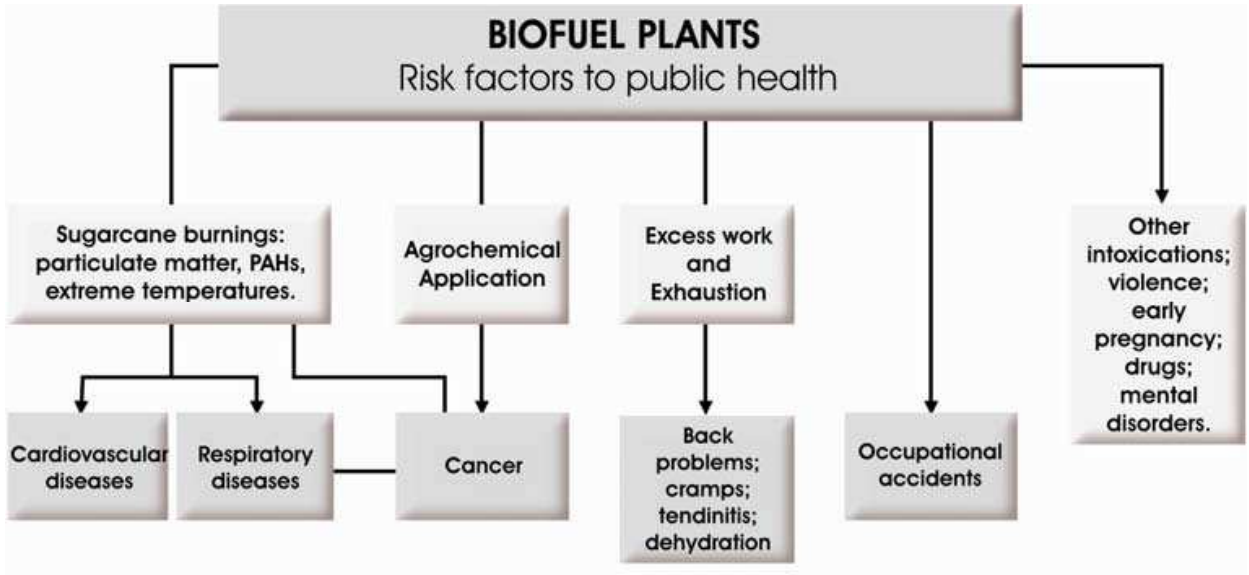 BIOFUEL PLANTS
Risk factors to public health
Sugarcane burnings:
particulate matter, PAHs,
extreme temperatures.
Agrochemical
Application
Excess work
and
Exhaustion
Other
intoxications;
violence;
early
pregnancy;
drugs;
mental
disorders.
Cardiovascular
diseases
Respiratory
diseases
Cancer
Back
problems;
cramps;
tendinitis;
dehydration
Occupational
accidents